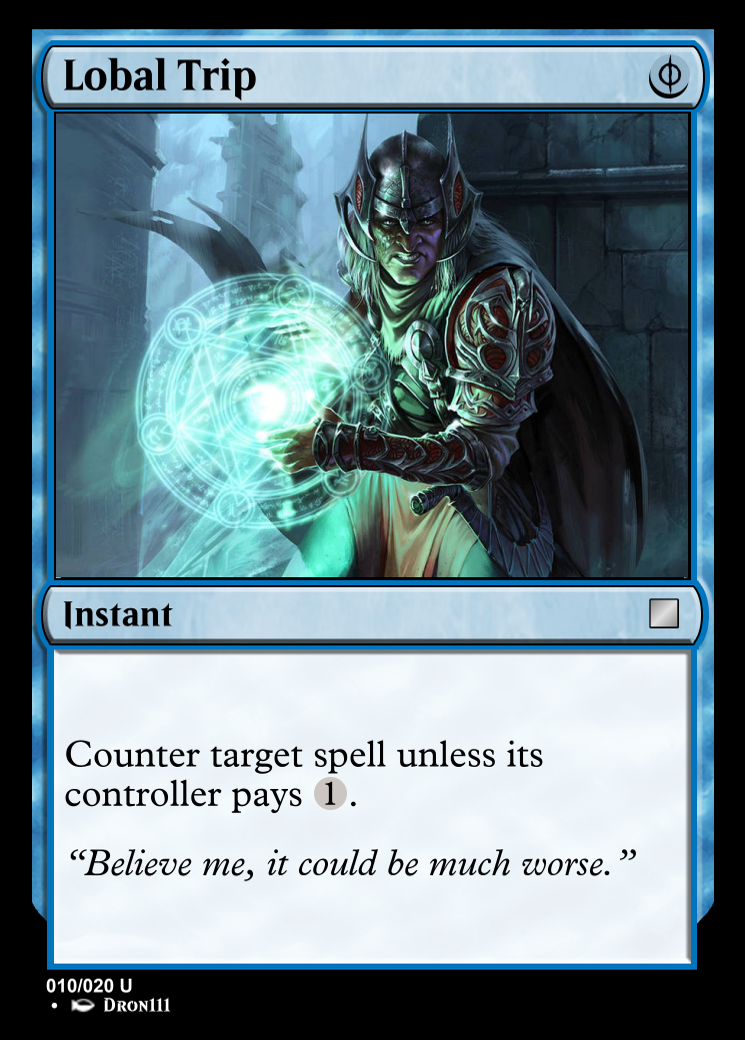 Lobal Trip
Instant
Counter target spell unless its
controller pays 1.
“Believe me, it could be much worse.”
010/020 U
• Dron111